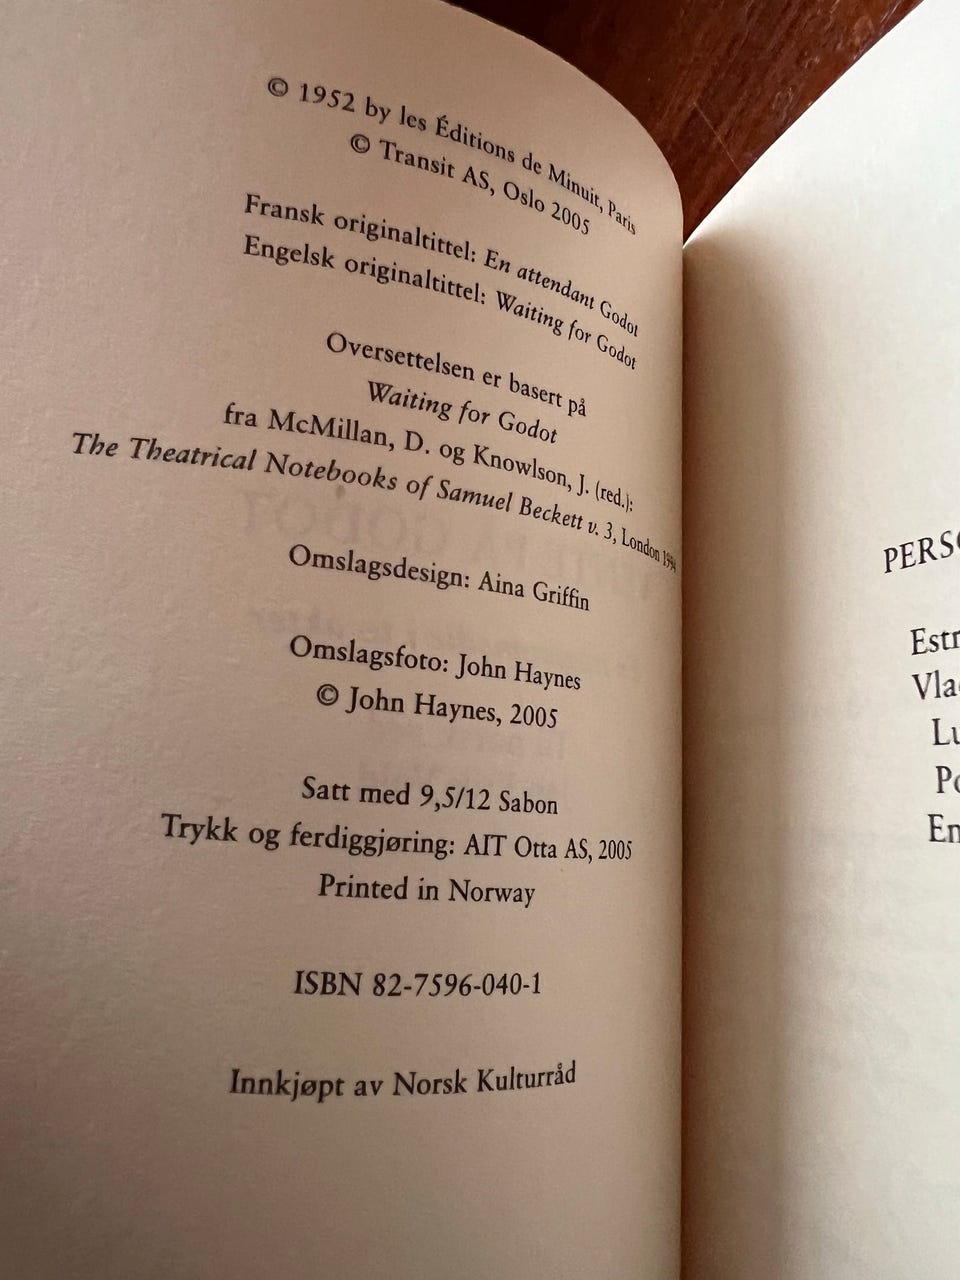 © 1952 by les Éditions de Minuit, Paris
© Transit AS, Oslo 2005
Fransk originaltittel: En attendant Godot
Engelsk originaltittel: Waiting for Godot
Oversettelsen er basert på
Waiting for Godot
fra McMillan, D. og Knowlson, J. (red.):
The Theatrical Notebooks of Samuel Beckett v. 3, London 1994
Omslagsdesign: Aina Griffin
Omslagsfoto: John Haynes
© John Haynes, 2005
Satt med 9,5/12 Sabon
Trykk og ferdiggjøring: AIT Otta AS, 2005
Printed in Norway
ISBN 82-7596-040-1
Innkjøpt av Norsk Kulturråd